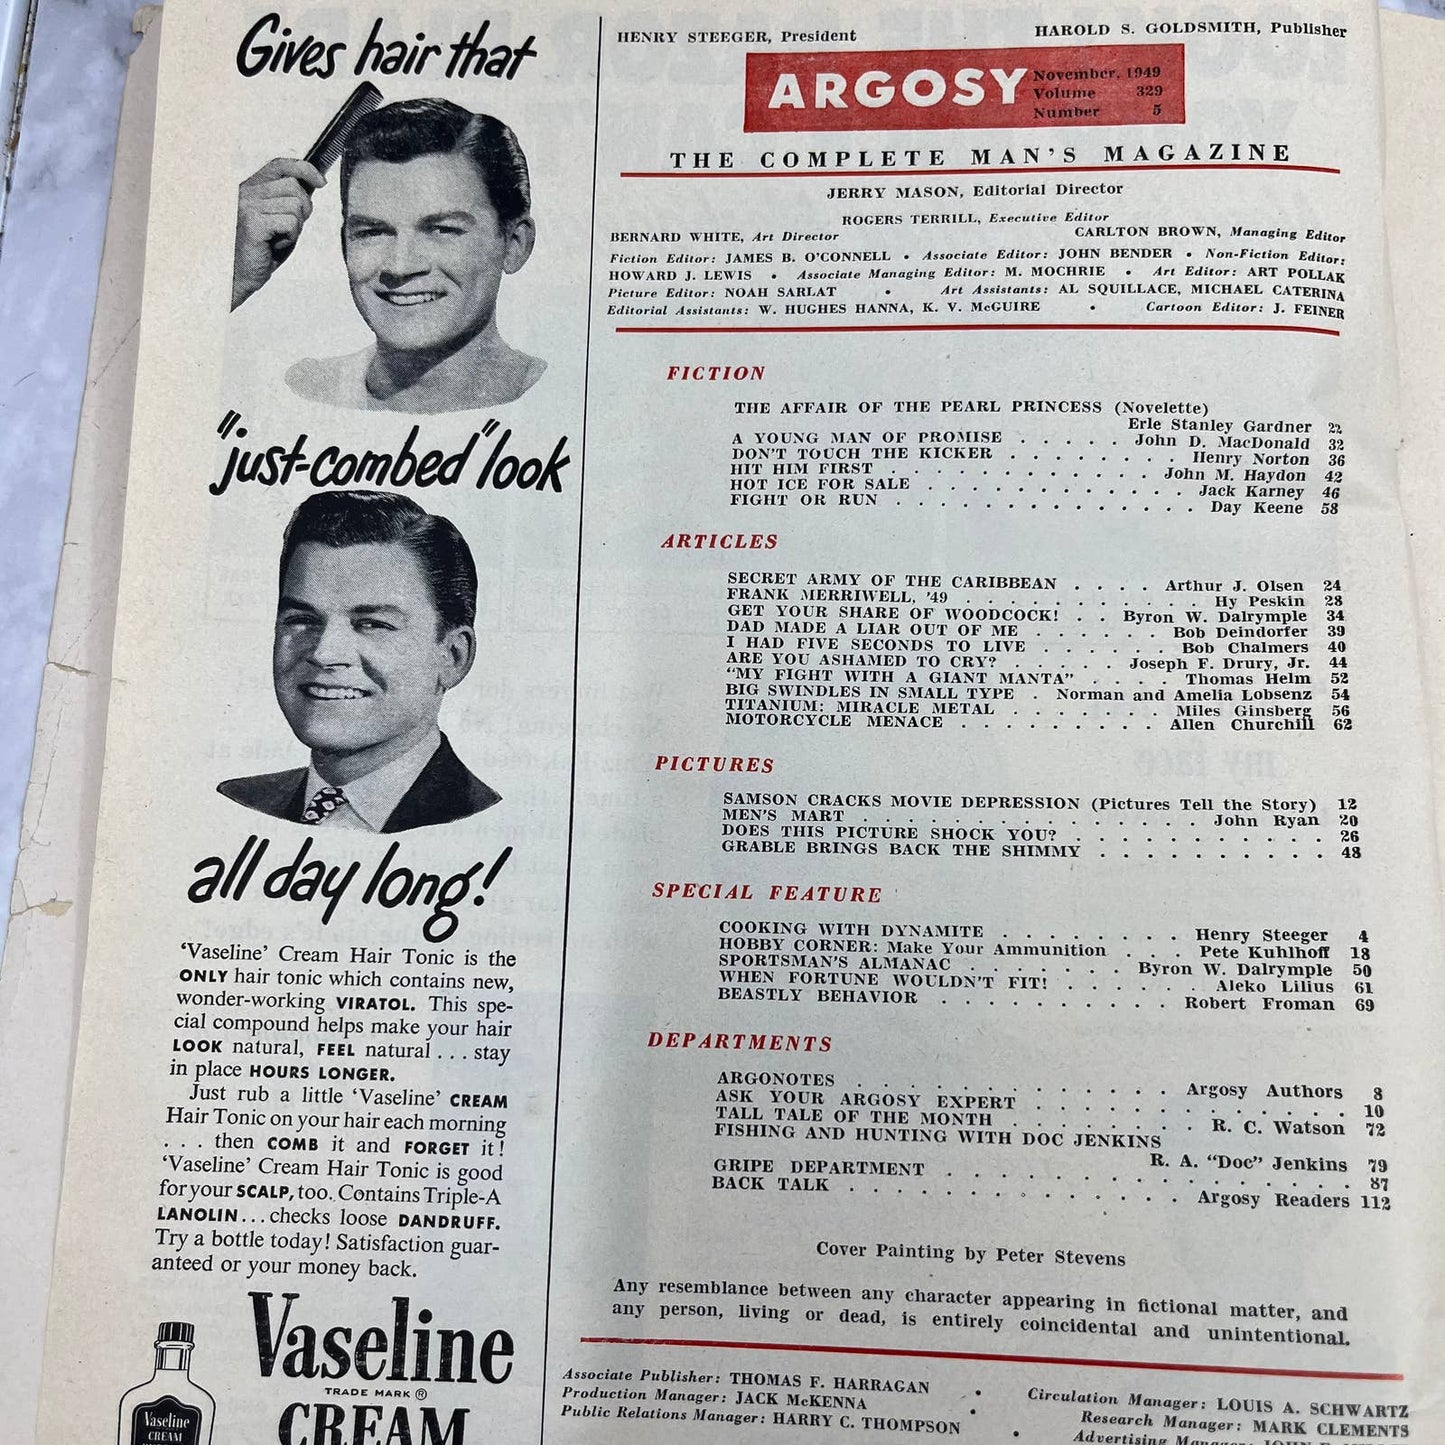 Gives hair that
"just-combed" look
all day long!
'Vaseline' Cream Hair Tonic is the
ONLY hair tonic which contains new,
wonder-working VIRATOL. This spe-
cial compound helps make your hair
LOOK natural, FEEL natural . . . stay
in place HOURS LONGER.
Just rub a little 'Vaseline' CREAM
Hair Tonic on your hair each morning
. . . then COMB it and FORGET it!
'Vaseline' Cream Hair Tonic is good
for your SCALP, too. Contains Triple-A
LANOLIN . . . checks loose DANDRUFF.
Try a bottle today! Satisfaction guar-
anteed or your money back.
Vaseline
TRADE MARK ®
CREAM
Vaseline
CREAM
HENRY STEEGER, President HAROLD S. GOLDSMITH, Publisher
ARGOSY
November, 1949
Volume 329
Number 5
THE COMPLETE MAN'S MAGAZINE
JERRY MASON, Editorial Director
ROGERS TERRILL, Executive Editor
BERNARD WHITE, Art Director CARLTON BROWN, Managing Editor
Fiction Editor: JAMES B. O'CONNELL • Associate Editor: JOHN BENDER • Non-Fiction Editor:
HOWARD J. LEWIS • Associate Managing Editor: M. MOCHRIE • Art Editor: ART POLLAK
Picture Editor: NOAH SARLAT • Art Assistants: AL SQUILLACE, MICHAEL CATERINA
Editorial Assistants: W. HUGHES HANNA, K. V. McGUIRE • Cartoon Editor: J. FEINER
FICTION
THE AFFAIR OF THE PEARL PRINCESS (Novelette)
Erle Stanley Gardner 22
A YOUNG MAN OF PROMISE . . . . . John D. MacDonald 32
DON'T TOUCH THE KICKER . . . . . . . . Henry Norton 36
HIT HIM FIRST . . . . . . . . . . . . John M. Haydon 42
HOT ICE FOR SALE . . . . . . . . . . . . Jack Karney 46
FIGHT OR RUN . . . . . . . . . . . . . . Day Keene 58
ARTICLES
SECRET ARMY OF THE CARIBBEAN . . . . Arthur J. Olsen 24
FRANK MERRIWELL, '49 . . . . . . . . . . . Hy Peskin 28
GET YOUR SHARE OF WOODCOCK! . . Byron W. Dalrymple 34
DAD MADE A LIAR OUT OF ME . . . . . . Bob Deindorfer 39
I HAD FIVE SECONDS TO LIVE . . . . . . Bob Chalmers 40
ARE YOU ASHAMED TO CRY? . . . . . Joseph F. Drury, Jr. 44
"MY FIGHT WITH A GIANT MANTA" . . . . Thomas Helm 52
BIG SWINDLES IN SMALL TYPE . Norman and Amelia Lobsenz 54
TITANIUM: MIRACLE METAL . . . . . . . Miles Ginsberg 56
MOTORCYCLE MENACE . . . . . . . . . Allen Churchill 62
PICTURES
SAMSON CRACKS MOVIE DEPRESSION (Pictures Tell the Story) 12
MEN'S MART . . . . . . . . . . . . . . . John Ryan 20
DOES THIS PICTURE SHOCK YOU? . . . . . . . . . . 26
GRABLE BRINGS BACK THE SHIMMY . . . . . . . . . . 48
SPECIAL FEATURE
COOKING WITH DYNAMITE . . . . . . . . Henry Steeger 4
HOBBY CORNER: Make Your Ammunition . . . Pete Kuhlhoff 18
SPORTSMAN'S ALMANAC . . . . . . . Byron W. Dalrymple 50
WHEN FORTUNE WOULDN'T FIT! . . . . . . Aleko Lilius 61
BEASTLY BEHAVIOR . . . . . . . . . . Robert Froman 69
DEPARTMENTS
ARGONOTES . . . . . . . . . . . . . Argosy Authors 8
ASK YOUR ARGOSY EXPERT . . . . . . . . . . . . . 10
TALL TALE OF THE MONTH . . . . . . . . R. C. Watson 72
FISHING AND HUNTING WITH DOC JENKINS
R. A. "Doc" Jenkins 79
GRIPE DEPARTMENT . . . . . . . . . . . . . . . . 87
BACK TALK . . . . . . . . . . . . . . Argosy Readers 112
Cover Painting by Peter Stevens
Any resemblance between any character appearing in fictional matter, and
any person, living or dead, is entirely coincidental and unintentional.
Associate Publisher: THOMAS F. HARRAGAN • Circulation Manager: LOUIS A. SCHWARTZ
Production Manager: JACK McKENNA • Research Manager: MARK CLEMENTS
Public Relations Manager: HARRY C. THOMPSON • Advertising Manager: JOHN